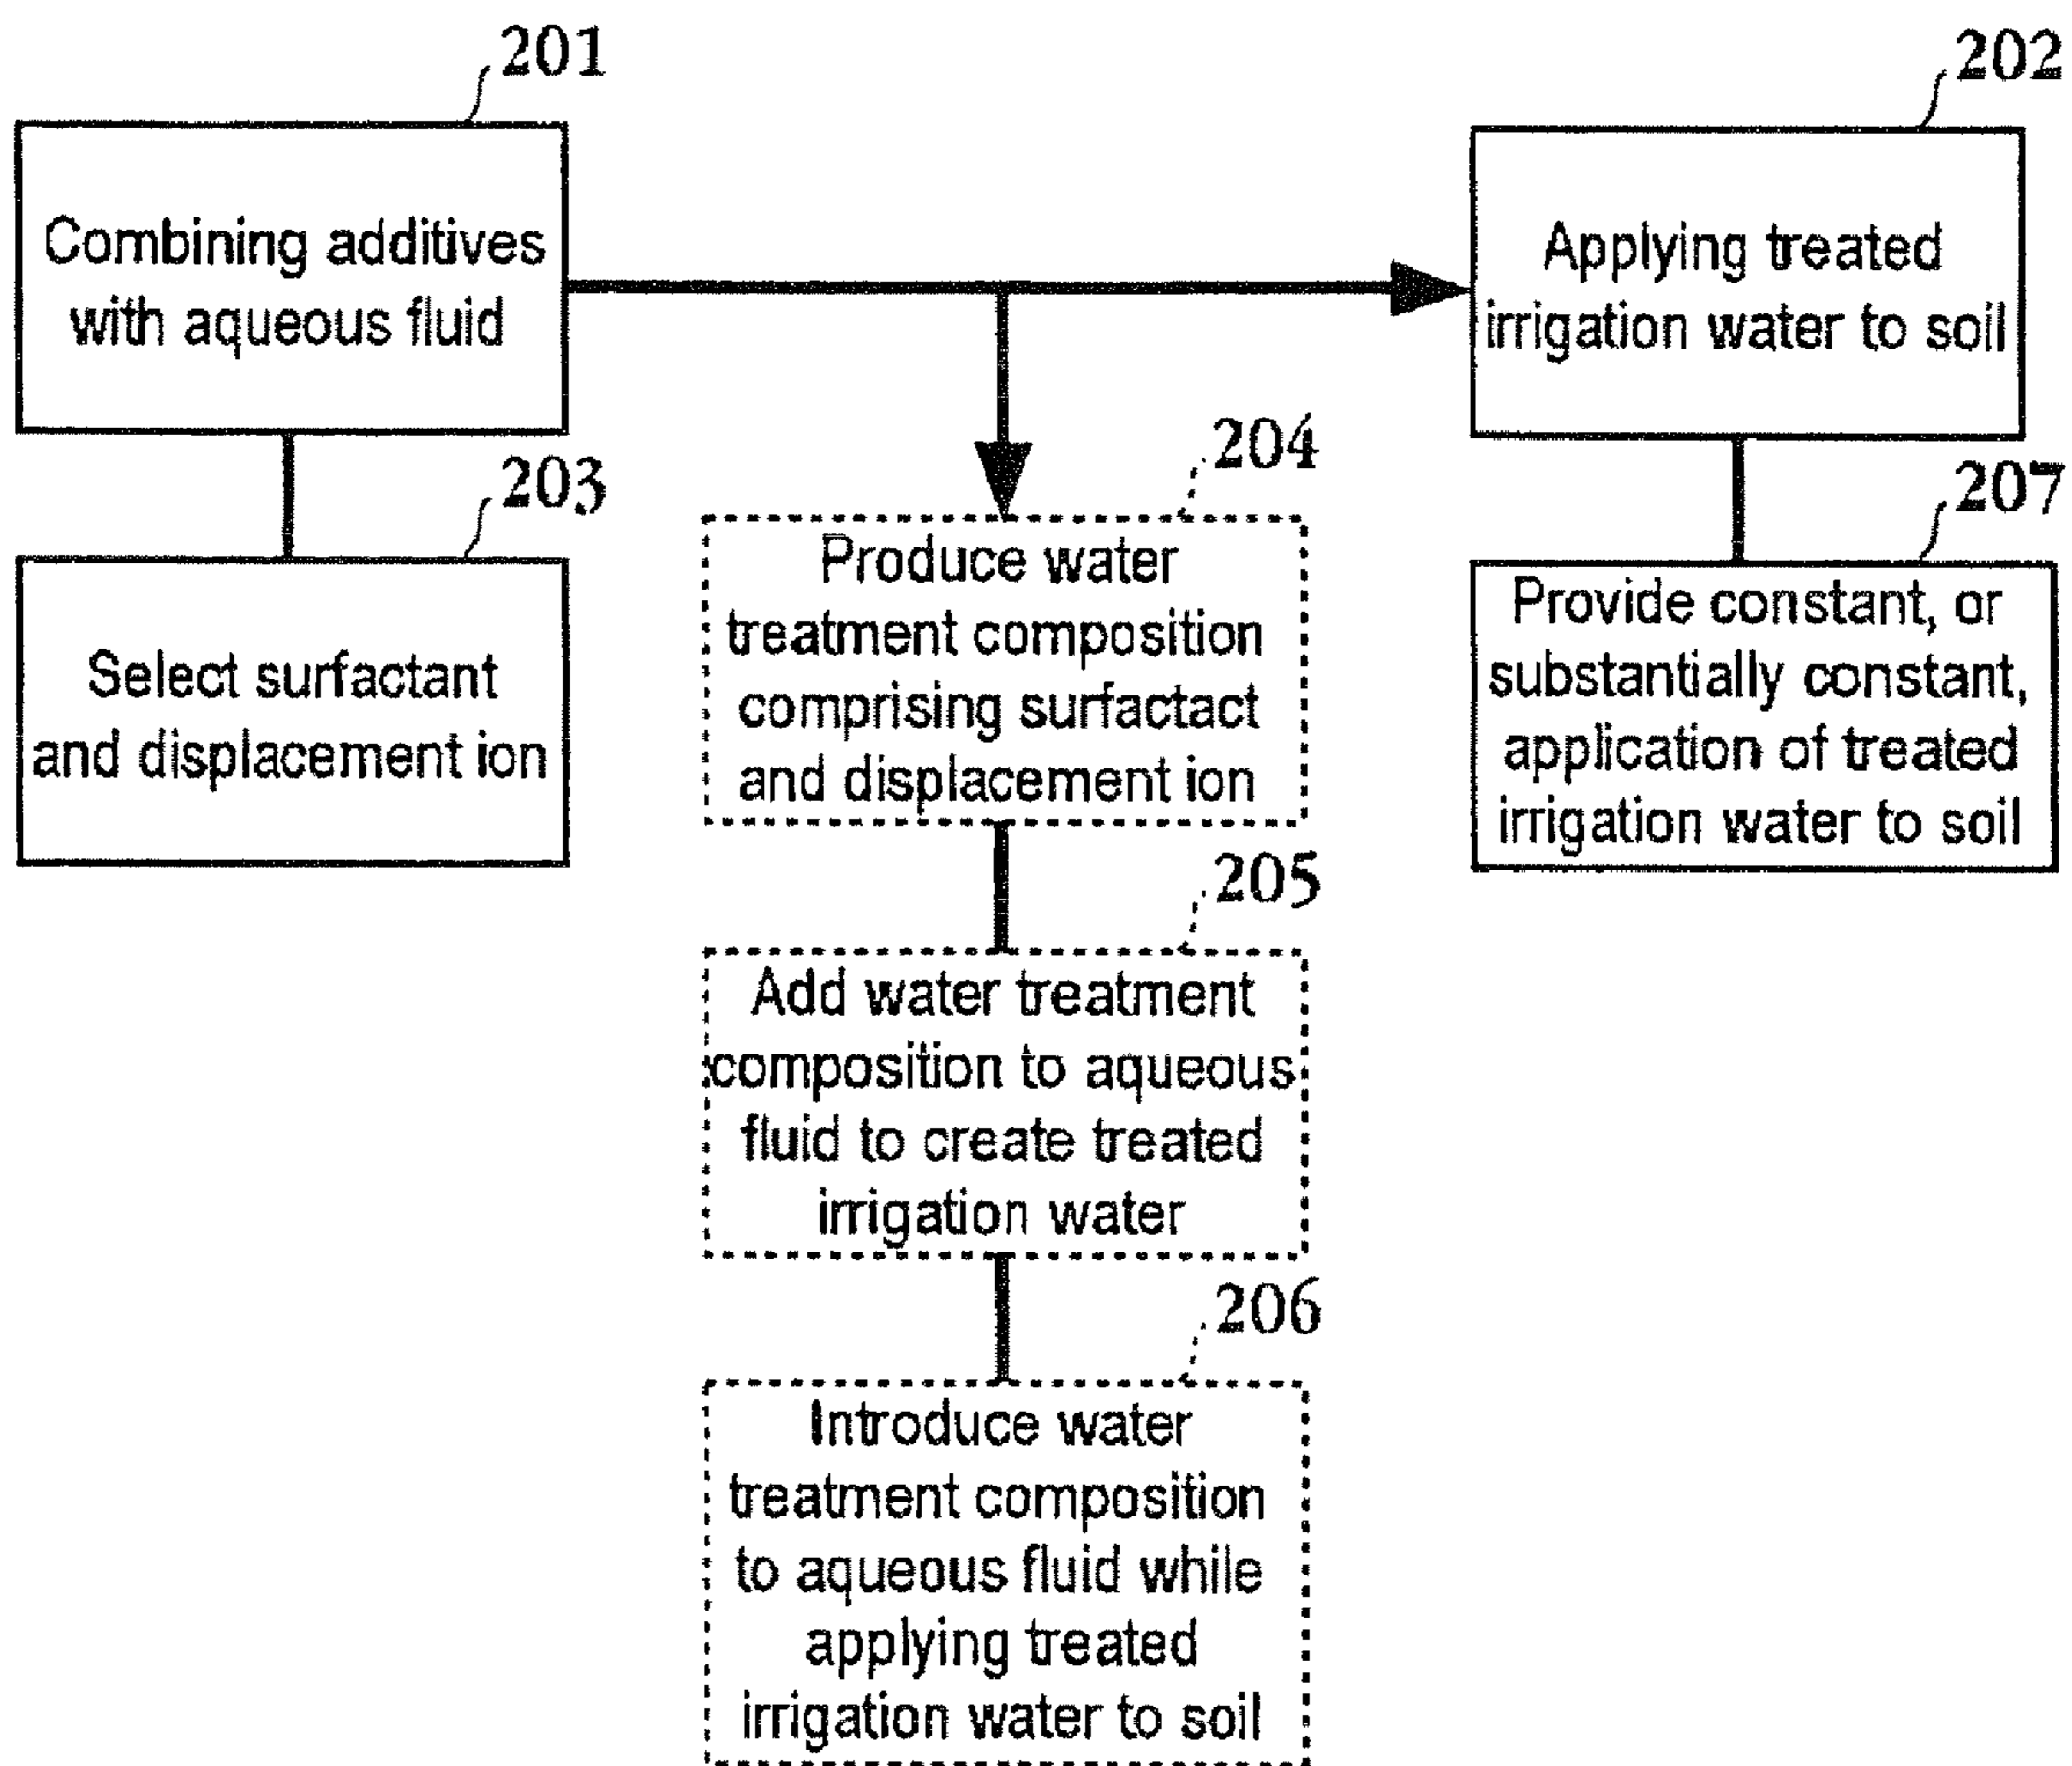 201
Combining additives
with aqueous fluid
202
Applying treated
irrigation water to soil
203
Select surfactant
and displacement ion
204
Produce water
treatment composition
comprising surfactact
and displacement ion
207
Provide constant, or
substantially constant,
application of treated
irrigation water to soil
205
Add water treatment
composition to aqueous
fluid to create treated
irrigation water
206
Introduce water
treatment composition
to aqueous fluid while
applying treated
irrigation water to soil